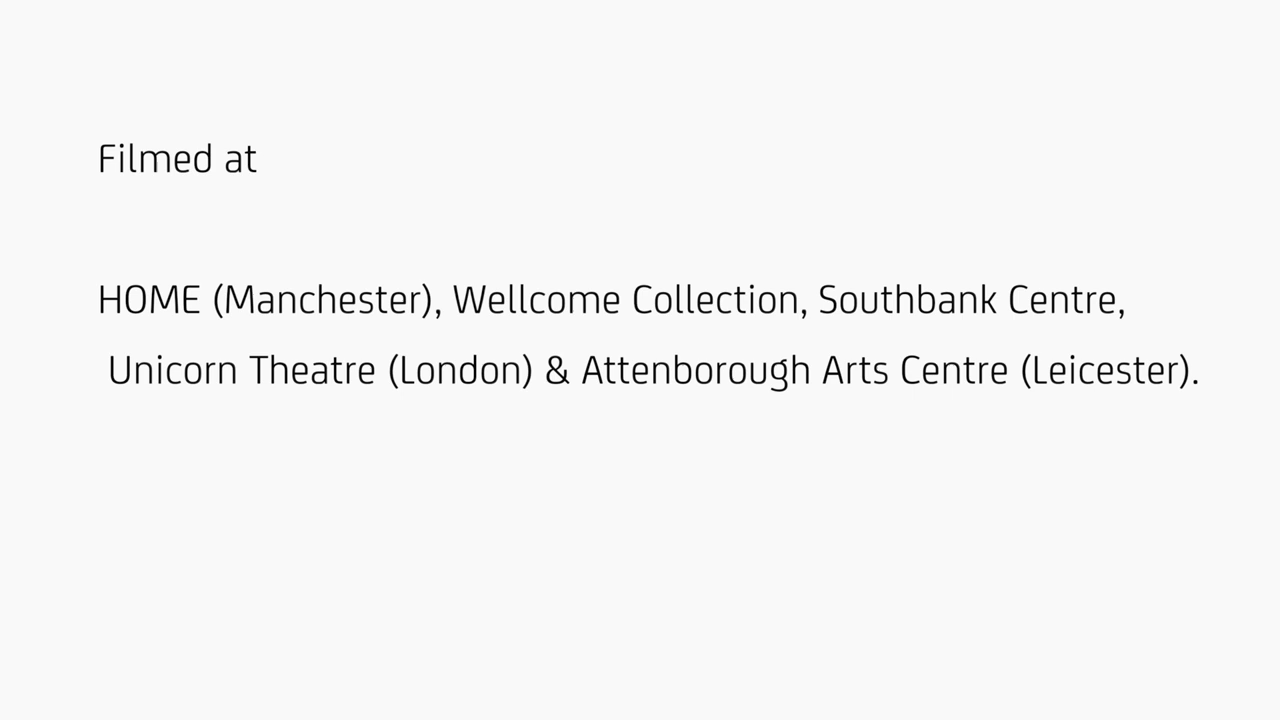 Filmed at
HOME (Manchester), Wellcome Collection, Southbank Centre,
Unicorn Theatre (London) & Attenborough Arts Centre (Leicester).